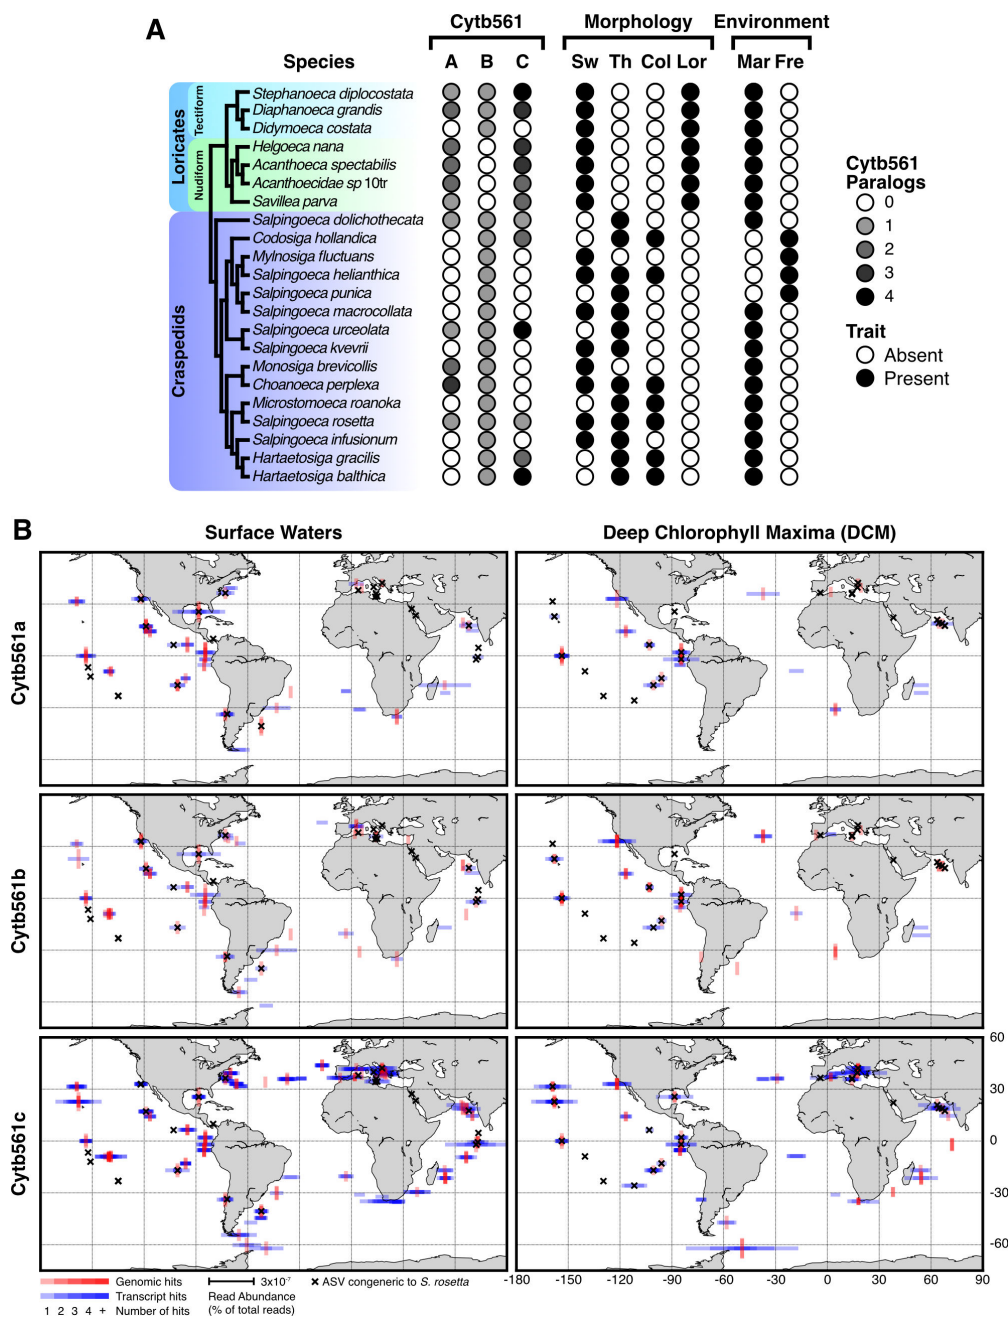 A
Cytb561 Morphology Environment
Species A B C Sw Th Col Lor Mar Fre
Loricates
Tectiform
Nudiform
Craspedids
Stephanoeca diplocostata
Diaphanoeca grandis
Didymoeca costata
Helgoeca nana
Acanthoeca spectabilis
Acanthoecidae sp 10tr
Savillea parva
Salpingoeca dolichothecata
Codosiga hollandica
Mylnosiga fluctuans
Salpingoeca helianthica
Salpingoeca punica
Salpingoeca macrocollata
Salpingoeca urceolata
Salpingoeca kvevrii
Monosiga brevicollis
Choanoeca perplexa
Microstomoeca roanoka
Salpingoeca rosetta
Salpingoeca infusionum
Hartaetosiga gracilis
Hartaetosiga balthica
Cytb561
Paralogs
0
1
2
3
4
Trait
Absent
Present
B
Surface Waters Deep Chlorophyll Maxima (DCM)
Cytb561a
Cytb561b
Cytb561c
60
30
0
-30
-60
-180 -150 -120 -90 -60 -30 0 30 60 90
Genomic hits
Transcript hits
1 2 3 4 + Number of hits
3x10⁻⁷
Read Abundance
(% of total reads)
× ASV congeneric to S. rosetta